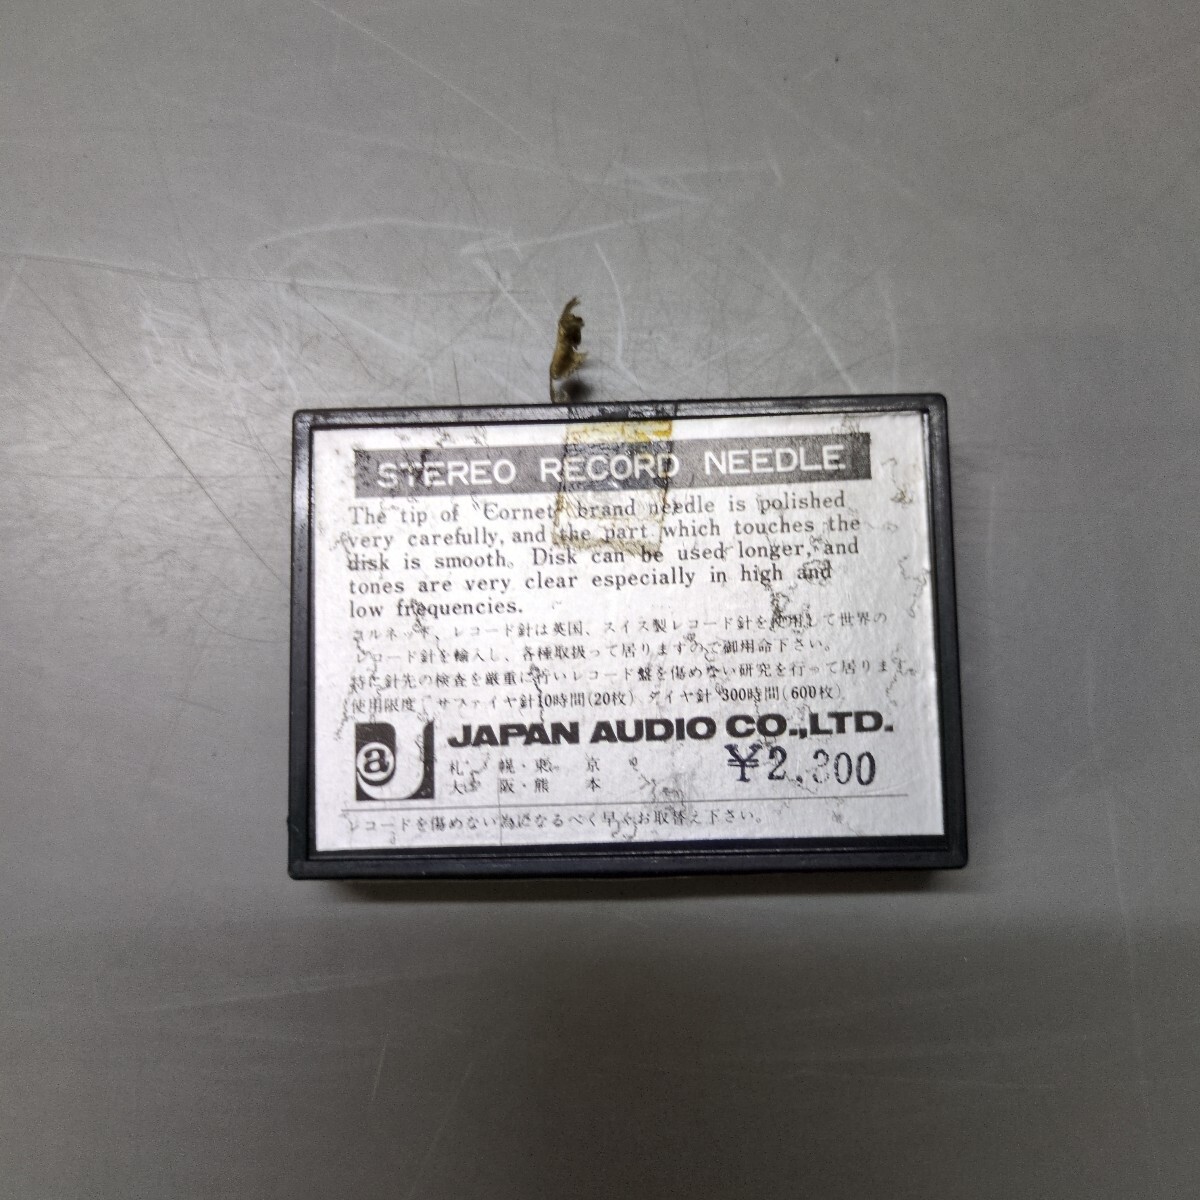 STEREO RECORD NEEDLE
The tip of "Cornet" brand needle is polished
very carefully, and the part which touches the
disk is smooth. Disk can be used longer, and
tones are very clear especially in high and
low frequencies.
コルネット、レコード針は英国、スイス製レコード針を使用して世界の
レコード針を輸入し、各種取扱って居りますので御用命下さい。
特に針先の検査を厳重に行いレコード盤を傷めない研究を行って居ります。
使用限度 サファイヤ針10時間(20枚) ダイヤ針 300時間(600枚)
a
JAPAN AUDIO CO.,LTD.
札幌・東京
大阪・熊本
¥2,300
レコードを傷めない為になるべく早くお取替え下さい。